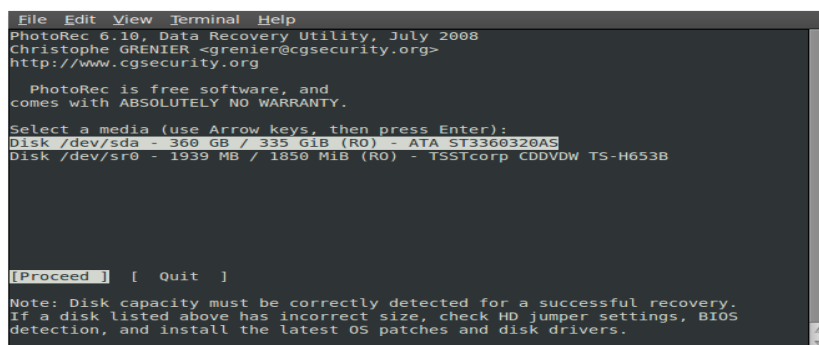 File Edit View Terminal Help
PhotoRec 6.10, Data Recovery Utility, July 2008
Christophe GRENIER <grenier@cgsecurity.org>
http://www.cgsecurity.org
PhotoRec is free software, and
comes with ABSOLUTELY NO WARRANTY.
Select a media (use Arrow keys, then press Enter):
Disk /dev/sda - 360 GB / 335 GiB (RO) - ATA ST3360320AS
Disk /dev/sr0 - 1939 MB / 1850 MiB (RO) - TSSTcorp CDDVDW TS-H653B
[Proceed ] [ Quit ]
Note: Disk capacity must be correctly detected for a successful recovery.
If a disk listed above has incorrect size, check HD jumper settings, BIOS
detection, and install the latest OS patches and disk drivers.